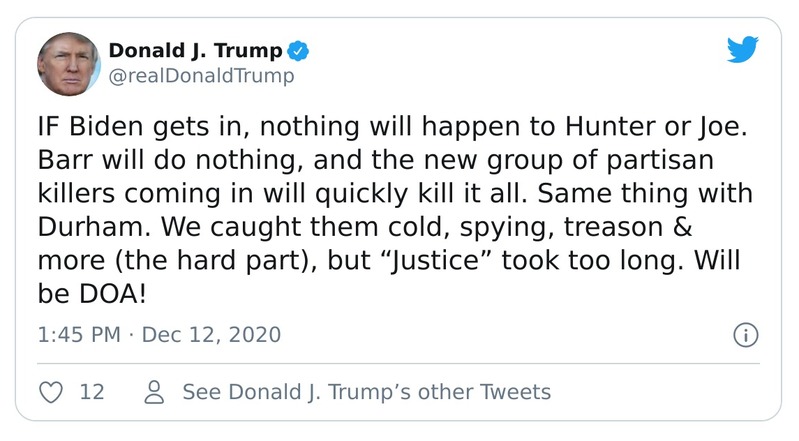 Donald J. Trump
@realDonaldTrump
IF Biden gets in, nothing will happen to Hunter or Joe.
Barr will do nothing, and the new group of partisan
killers coming in will quickly kill it all. Same thing with
Durham. We caught them cold, spying, treason &
more (the hard part), but “Justice” took too long. Will
be DOA!
1:45 PM · Dec 12, 2020
12 See Donald J. Trump’s other Tweets